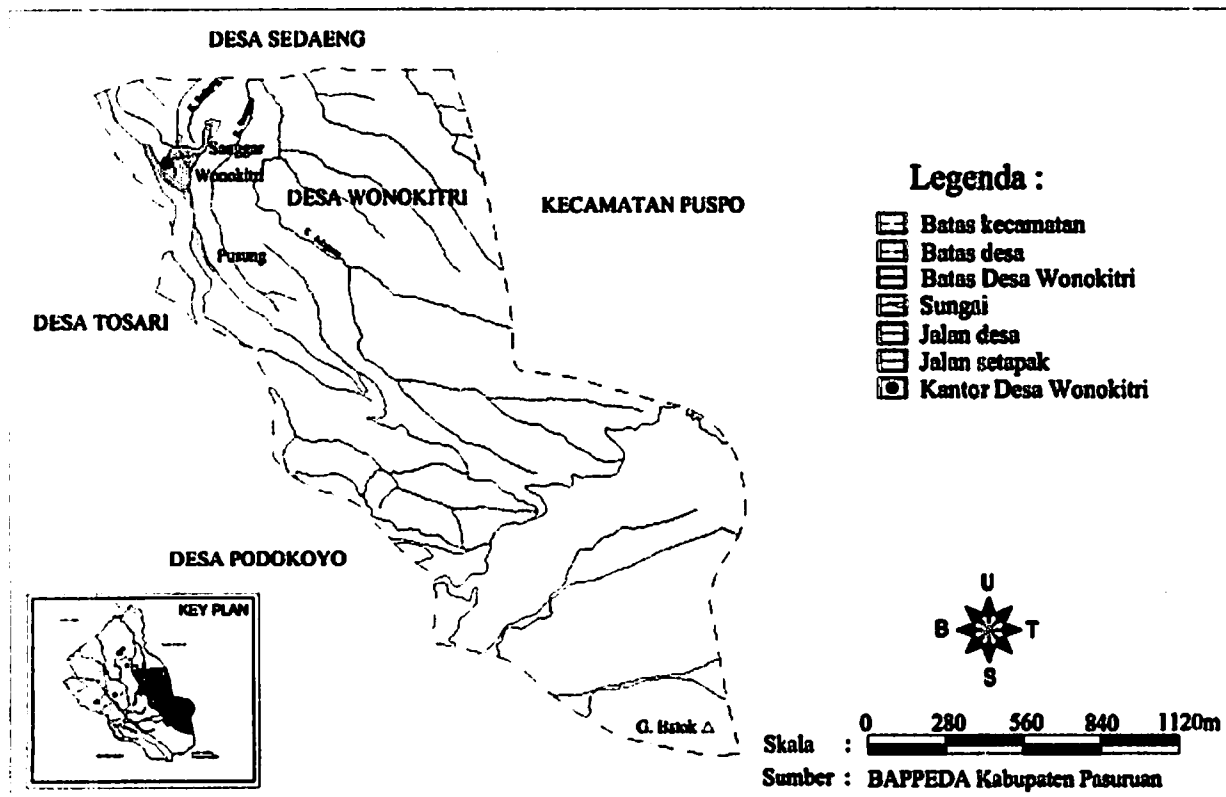 DESA SEDAENG
Sanggar
Wonokitri
DESA WONOKITRI
KECAMATAN PUSPO
Pusung
DESA TOSARI
DESA PODOKOYO
KEY PLAN
Legenda :
Batas kecamatan
Batas desa
Batas Desa Wonokitri
Sungai
Jalan desa
Jalan setapak
Kantor Desa Wonokitri
U
B T
S
G.
0 280 560 840 1120m
Skala :
Sumber : BAPPEDA Kabupaten Pasuruan